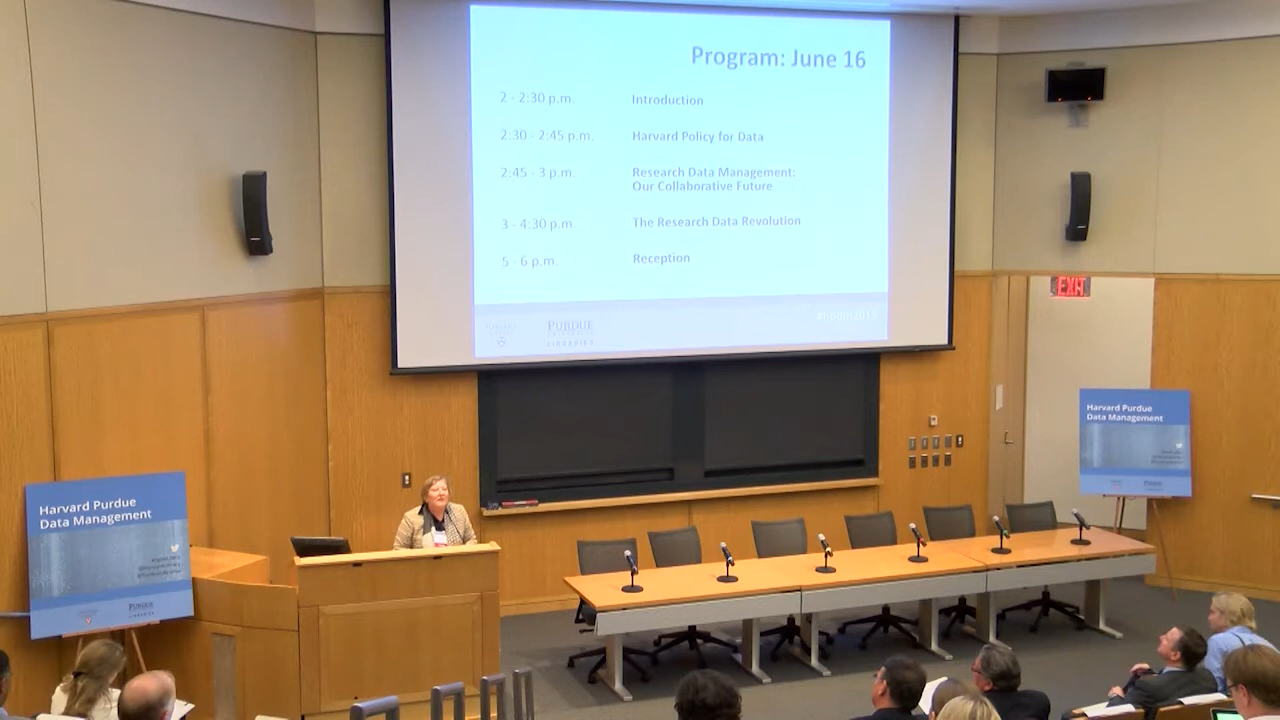 Program: June 16
2 - 2:30 p.m. Introduction
2:30 - 2:45 p.m. Harvard Policy for Data
2:45 - 3 p.m. Research Data Management:
Our Collaborative Future
3 - 4:30 p.m. The Research Data Revolution
5 - 6 p.m. Reception
PURDUE
LIBRARIES
EXIT
Harvard Purdue
Data Management
Harvard Purdue
Data Management
PURDUE